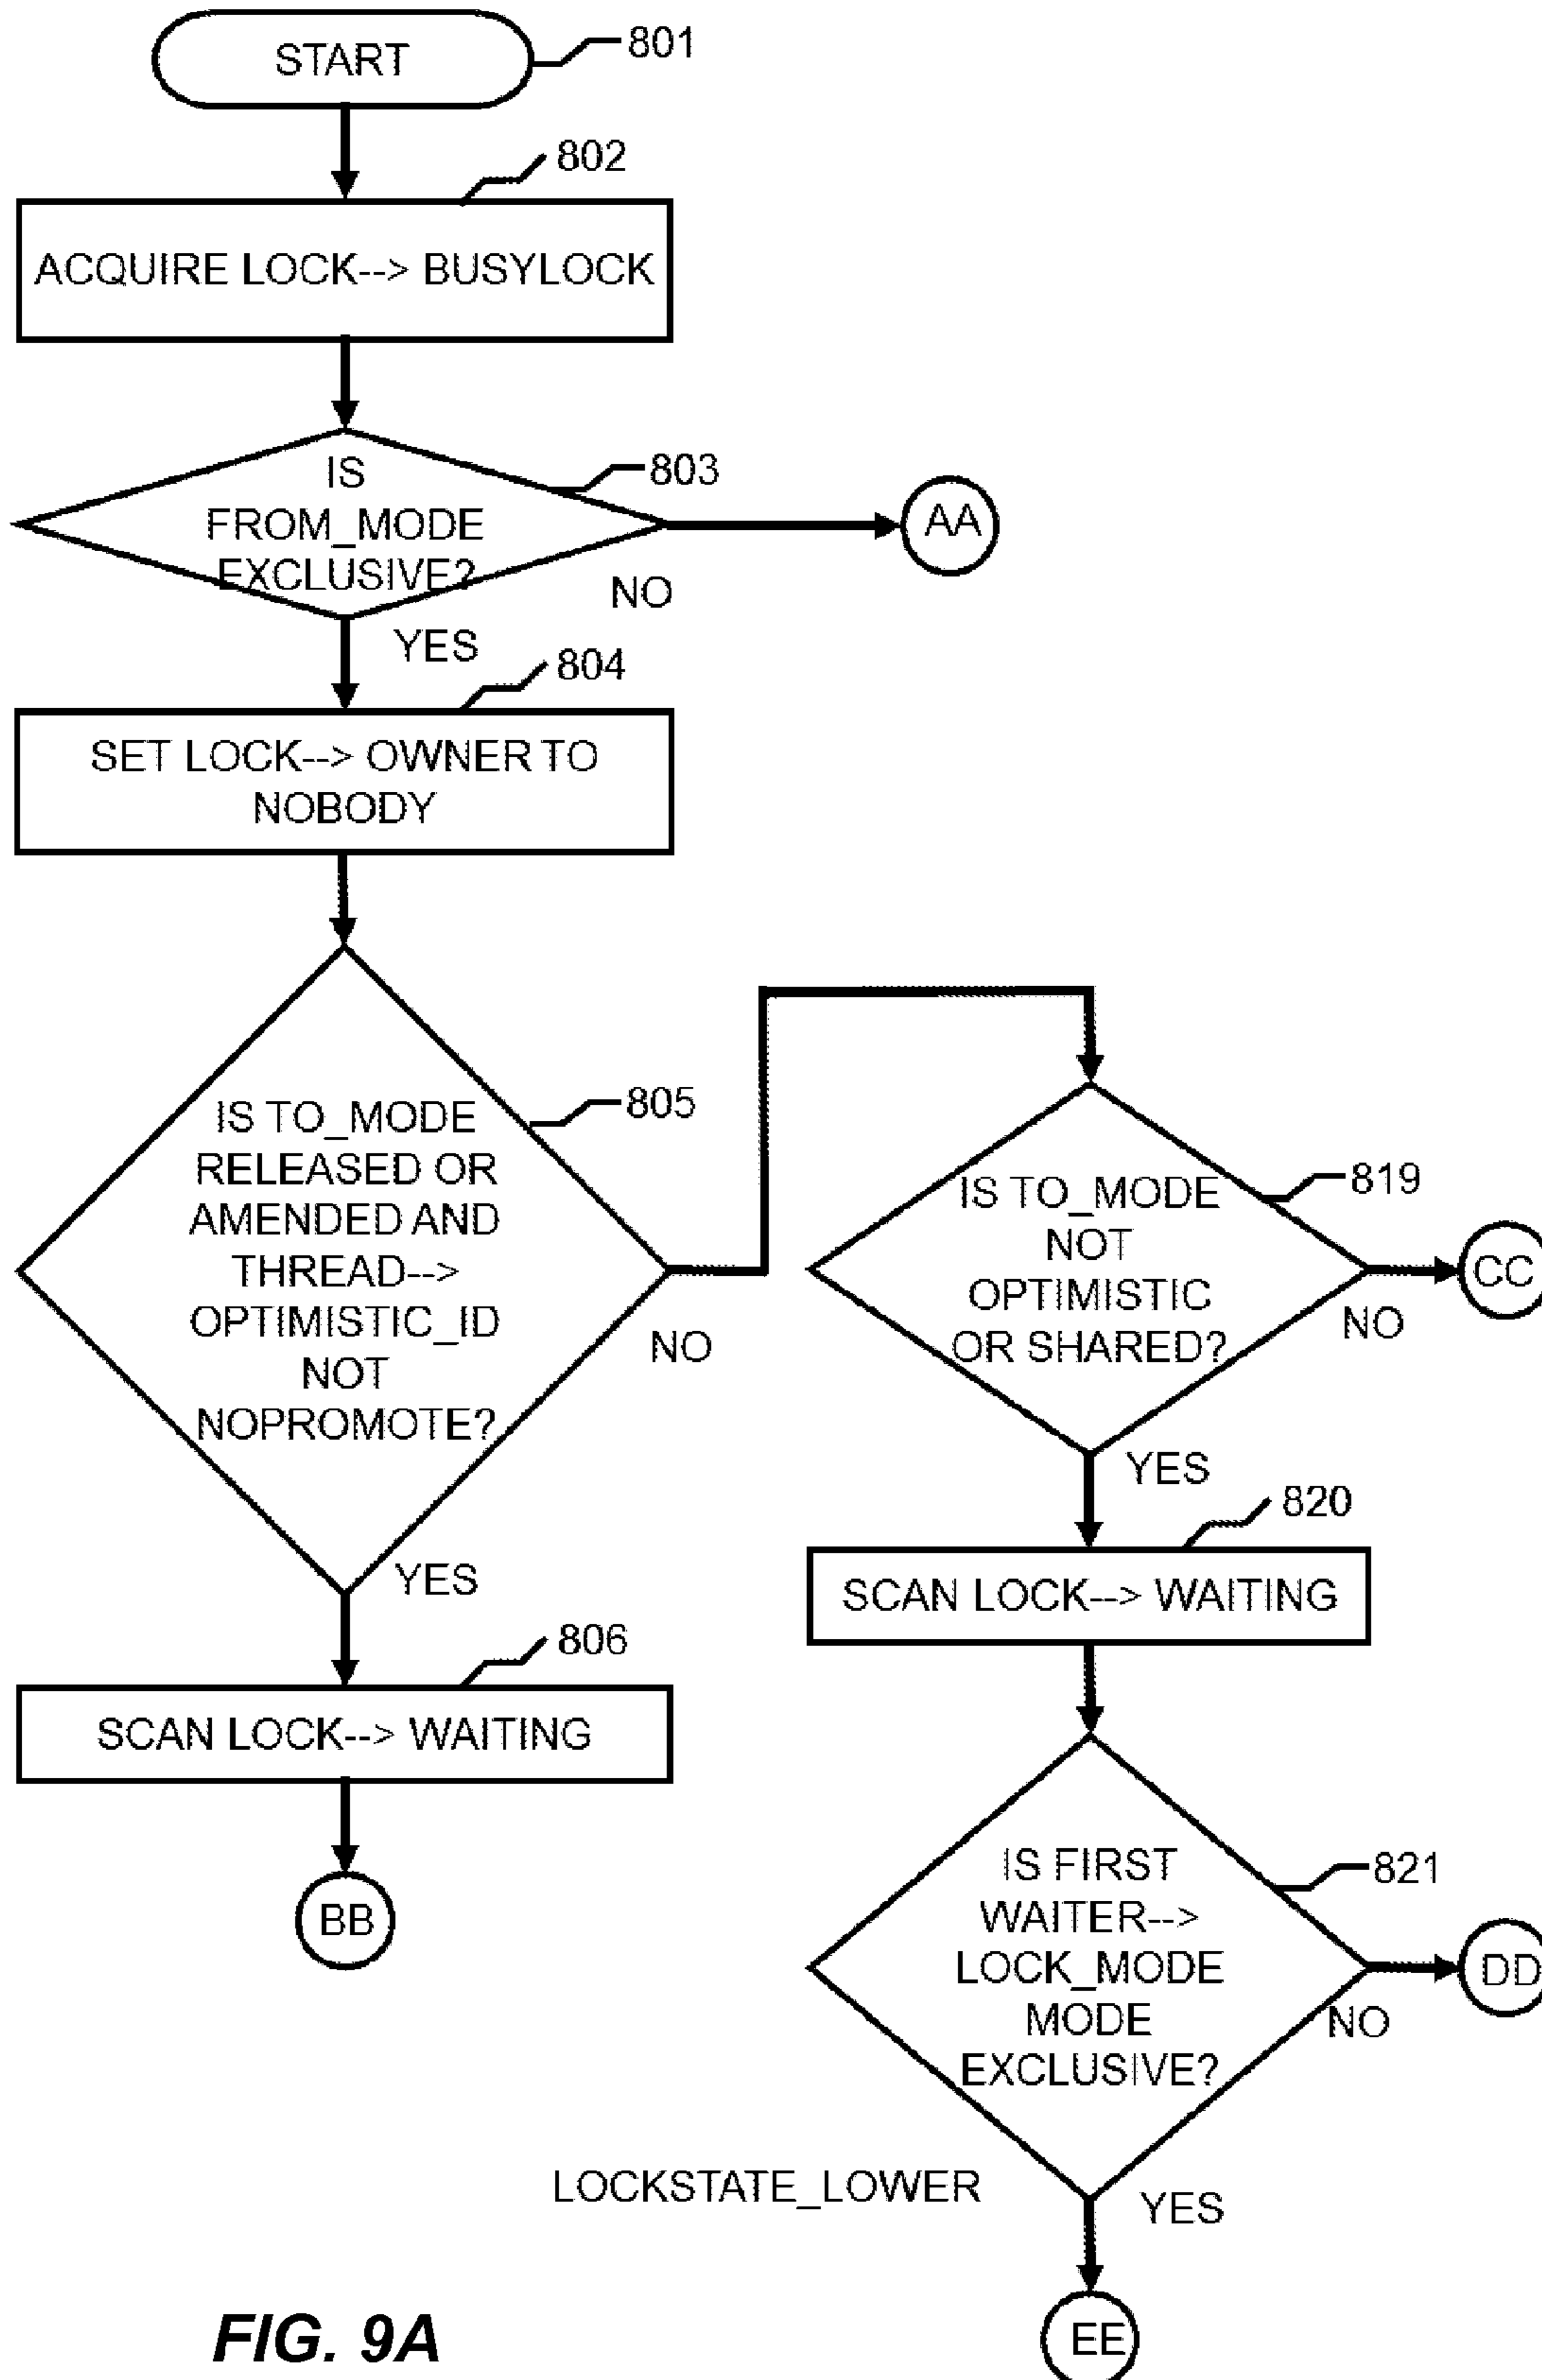 START
801
802
ACQUIRE LOCK--> BUSYLOCK
IS
FROM_MODE
EXCLUSIVE?
803
AA
NO
YES
804
SET LOCK--> OWNER TO
NOBODY
IS TO_MODE
RELEASED OR
AMENDED AND
THREAD-->
OPTIMISTIC_ID
NOT
NOPROMOTE?
805
NO
YES
806
SCAN LOCK--> WAITING
BB
IS TO_MODE
NOT
OPTIMISTIC
OR SHARED?
819
CC
NO
YES
820
SCAN LOCK--> WAITING
IS FIRST
WAITER-->
LOCK_MODE
MODE
EXCLUSIVE?
821
DD
NO
LOCKSTATE_LOWER
YES
EE
FIG. 9A